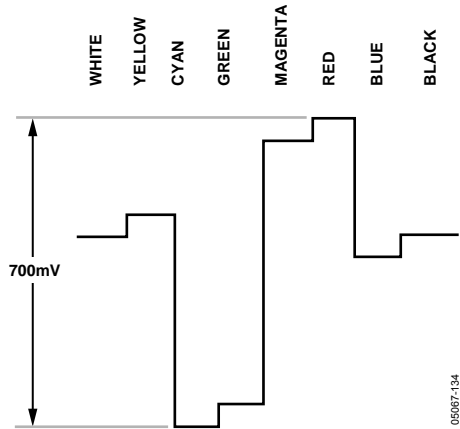 WHITE
YELLOW
CYAN
GREEN
MAGENTA
RED
BLUE
BLACK
700mV
05067-134